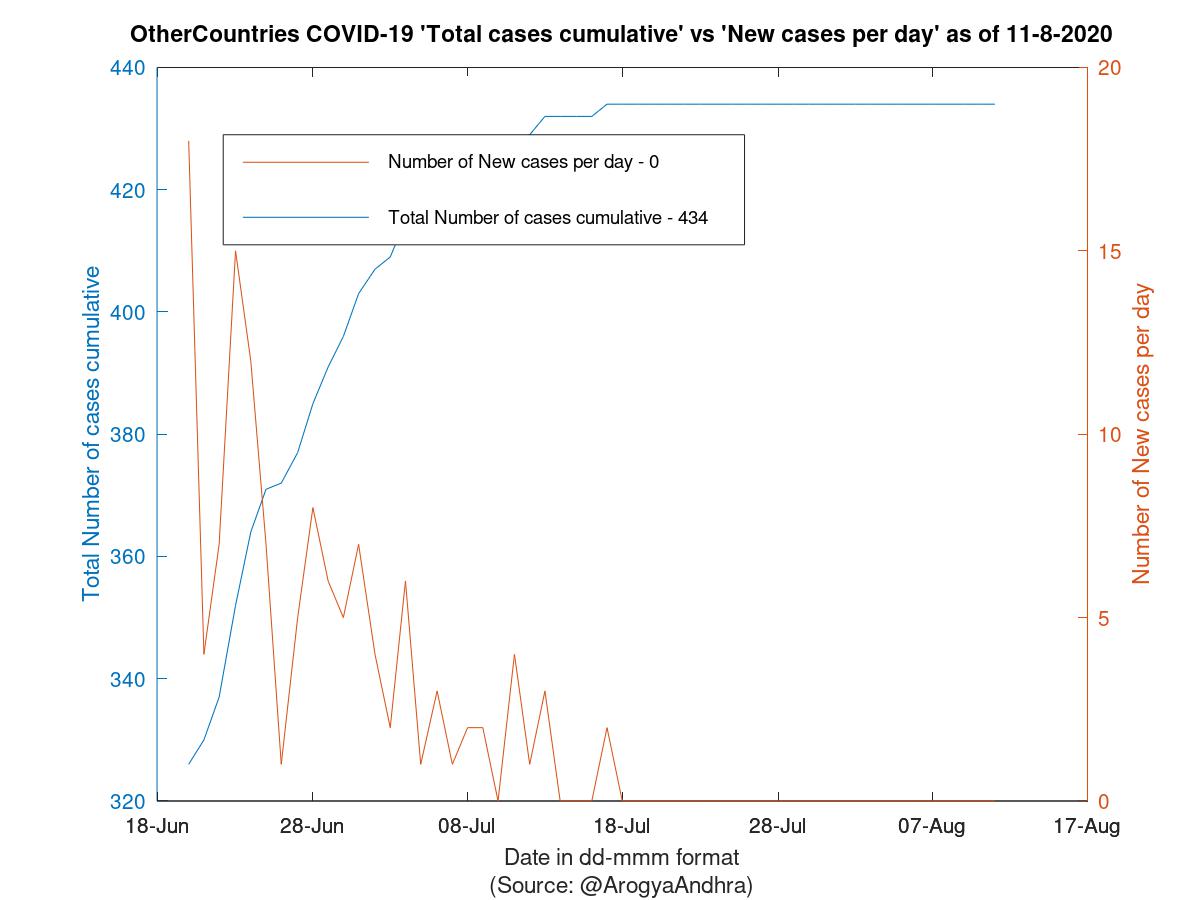 OtherCountries COVID-19 'Total cases cumulative' vs 'New cases per day' as of 11-8-2020
440
420
400
380
360
340
320
Total Number of cases cumulative
Number of New cases per day - 0
Total Number of cases cumulative - 434
20
15
10
5
0
Number of New cases per day
18-Jun 28-Jun 08-Jul 18-Jul 28-Jul 07-Aug 17-Aug
Date in dd-mmm format
(Source: @ArogyaAndhra)